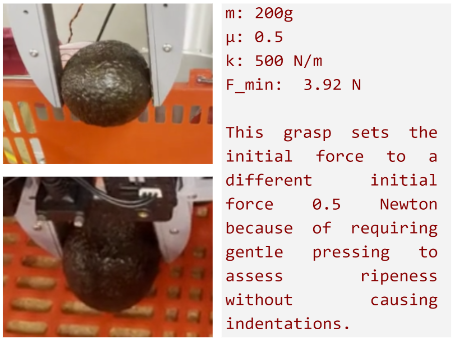 m: 200g
μ: 0.5
k: 500 N/m
F_min:  3.92 N
This grasp sets the
initial force to a
different initial
force 0.5 Newton
because of requiring
gentle pressing to
assess ripeness
without causing
indentations.